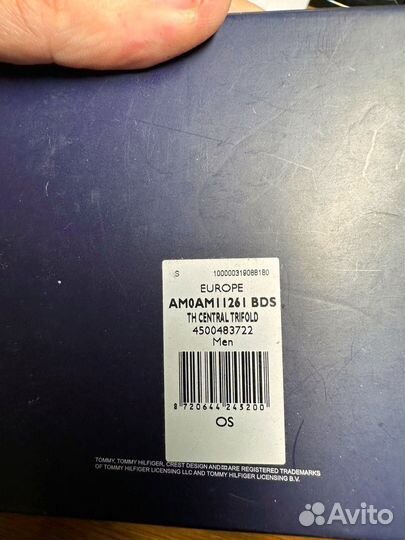 S 100000319088180
EUROPE
AM0AM11261 BDS
TH CENTRAL TRIFOLD
4500483722
Men
8 720644 245200
OS
TOMMY, TOMMY HILFIGER, CREST DESIGN AND ARE REGISTERED TRADEMARKS
OF TOMMY HILFIGER LICENSING LLC AND TOMMY HILFIGER LICENSING B.V.
Avito